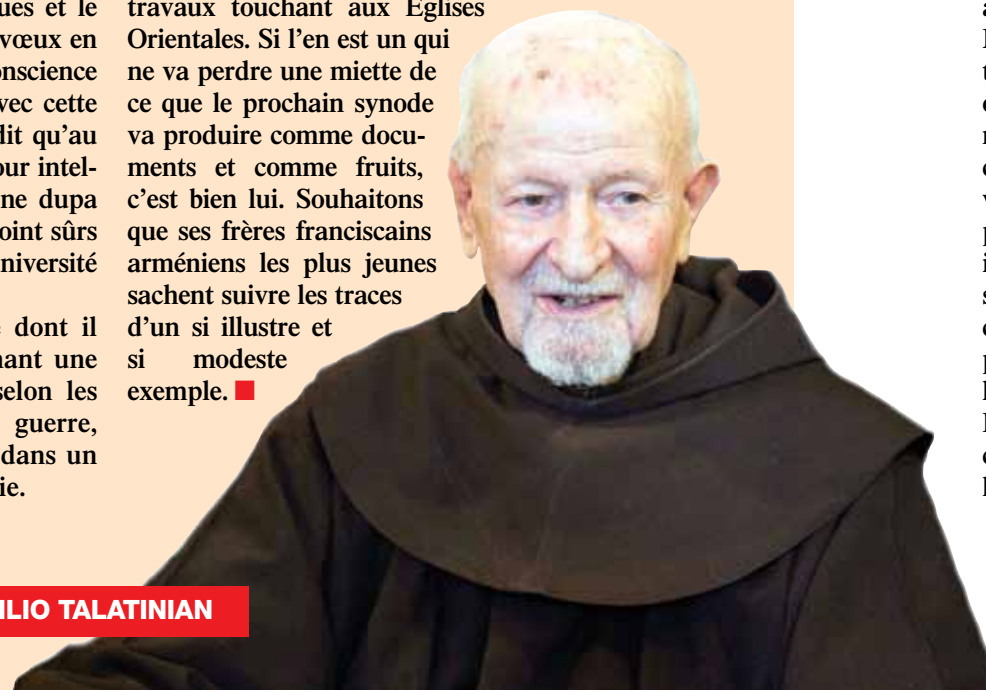 ues et le
vœux en
onscience
vec cette
dit qu'au
our intel-
ne dupa
oint sûrs
niversité
dont il
nant une
selon les
guerre,
dans un
ie.
travaux touchant aux Églises
Orientales. Si l'en est un qui
ne va perdre une miette de
ce que le prochain synode
va produire comme docu-
ments et comme fruits,
c'est bien lui. Souhaitons
que ses frères franciscains
arméniens les plus jeunes
sachent suivre les traces
d'un si illustre et
si modeste
exemple.
ILIO TALATINIAN